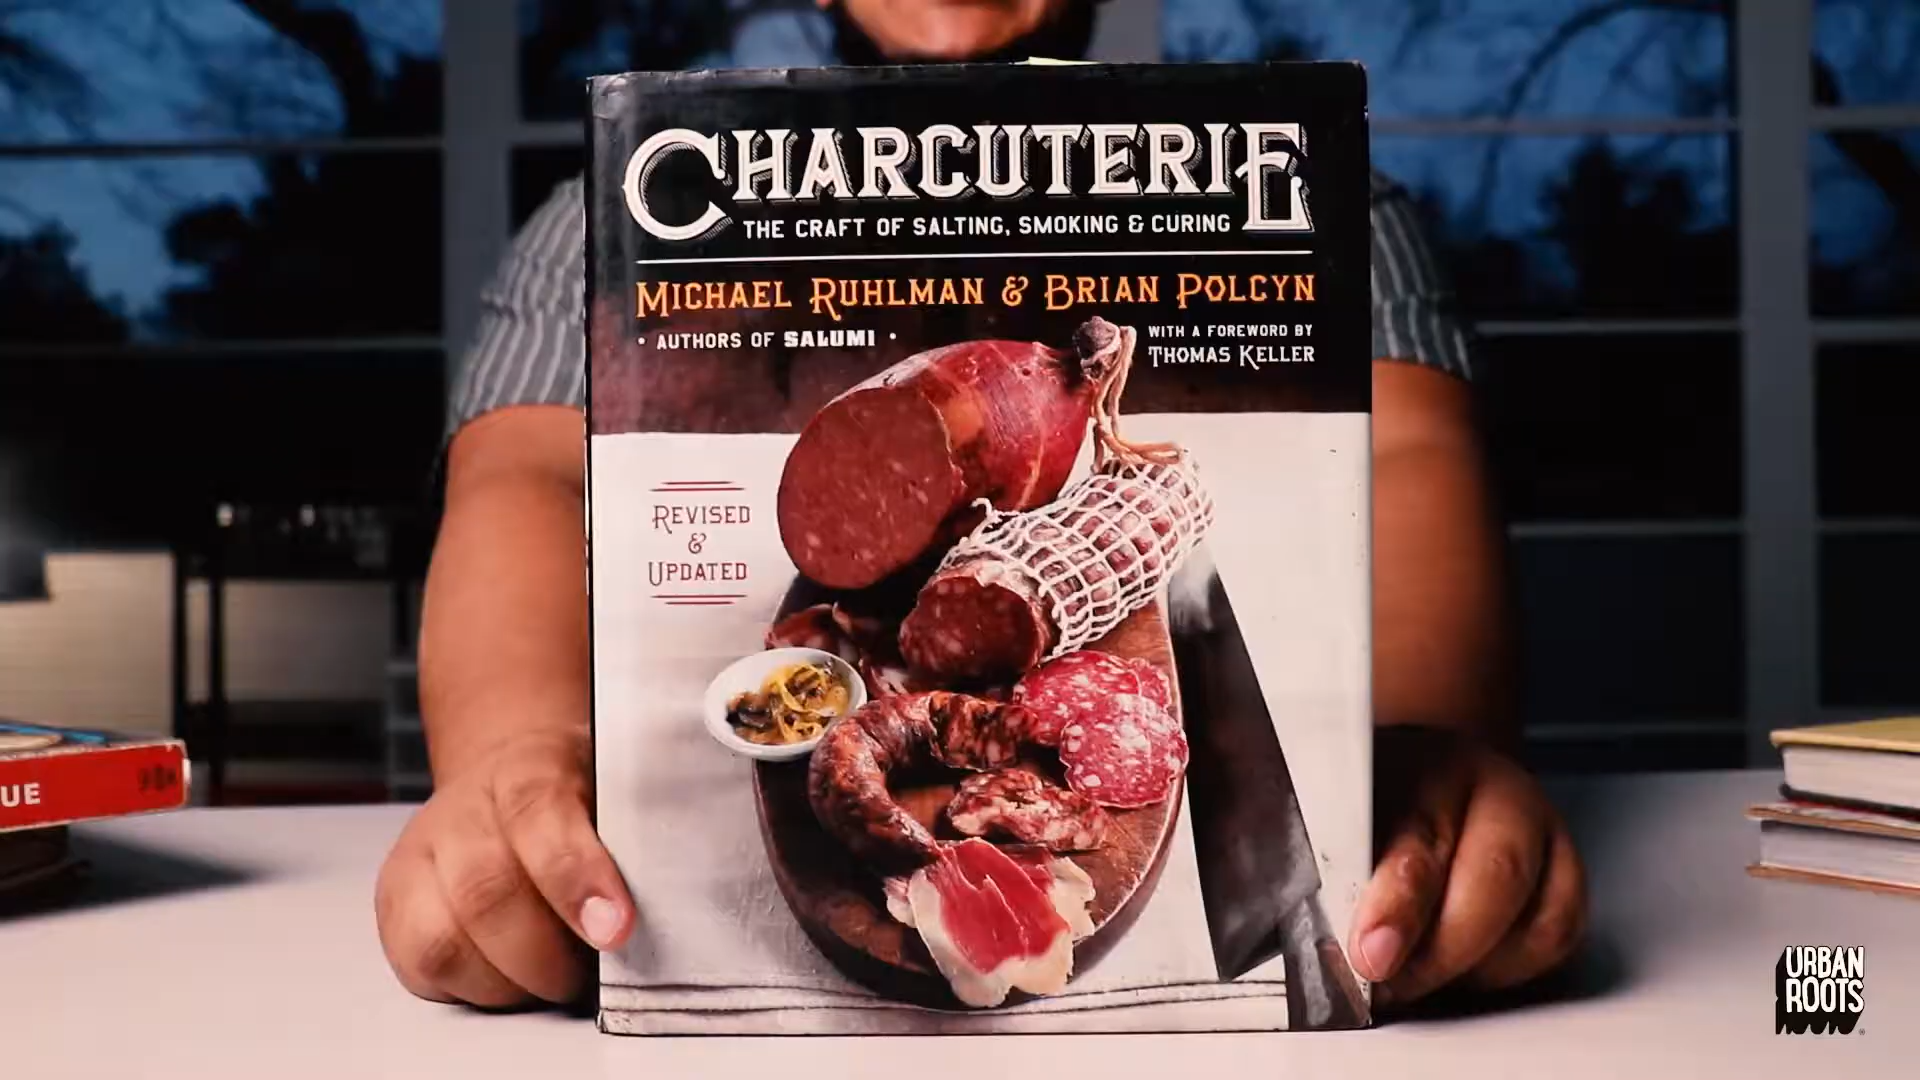 CHARCUTERIE
THE CRAFT OF SALTING, SMOKING & CURING
MICHAEL RUHLMAN & BRIAN POLCYN
• AUTHORS OF SALUMI •
WITH A FOREWORD BY
THOMAS KELLER
REVISED
&
UPDATED
UE
URBAN
ROOTS